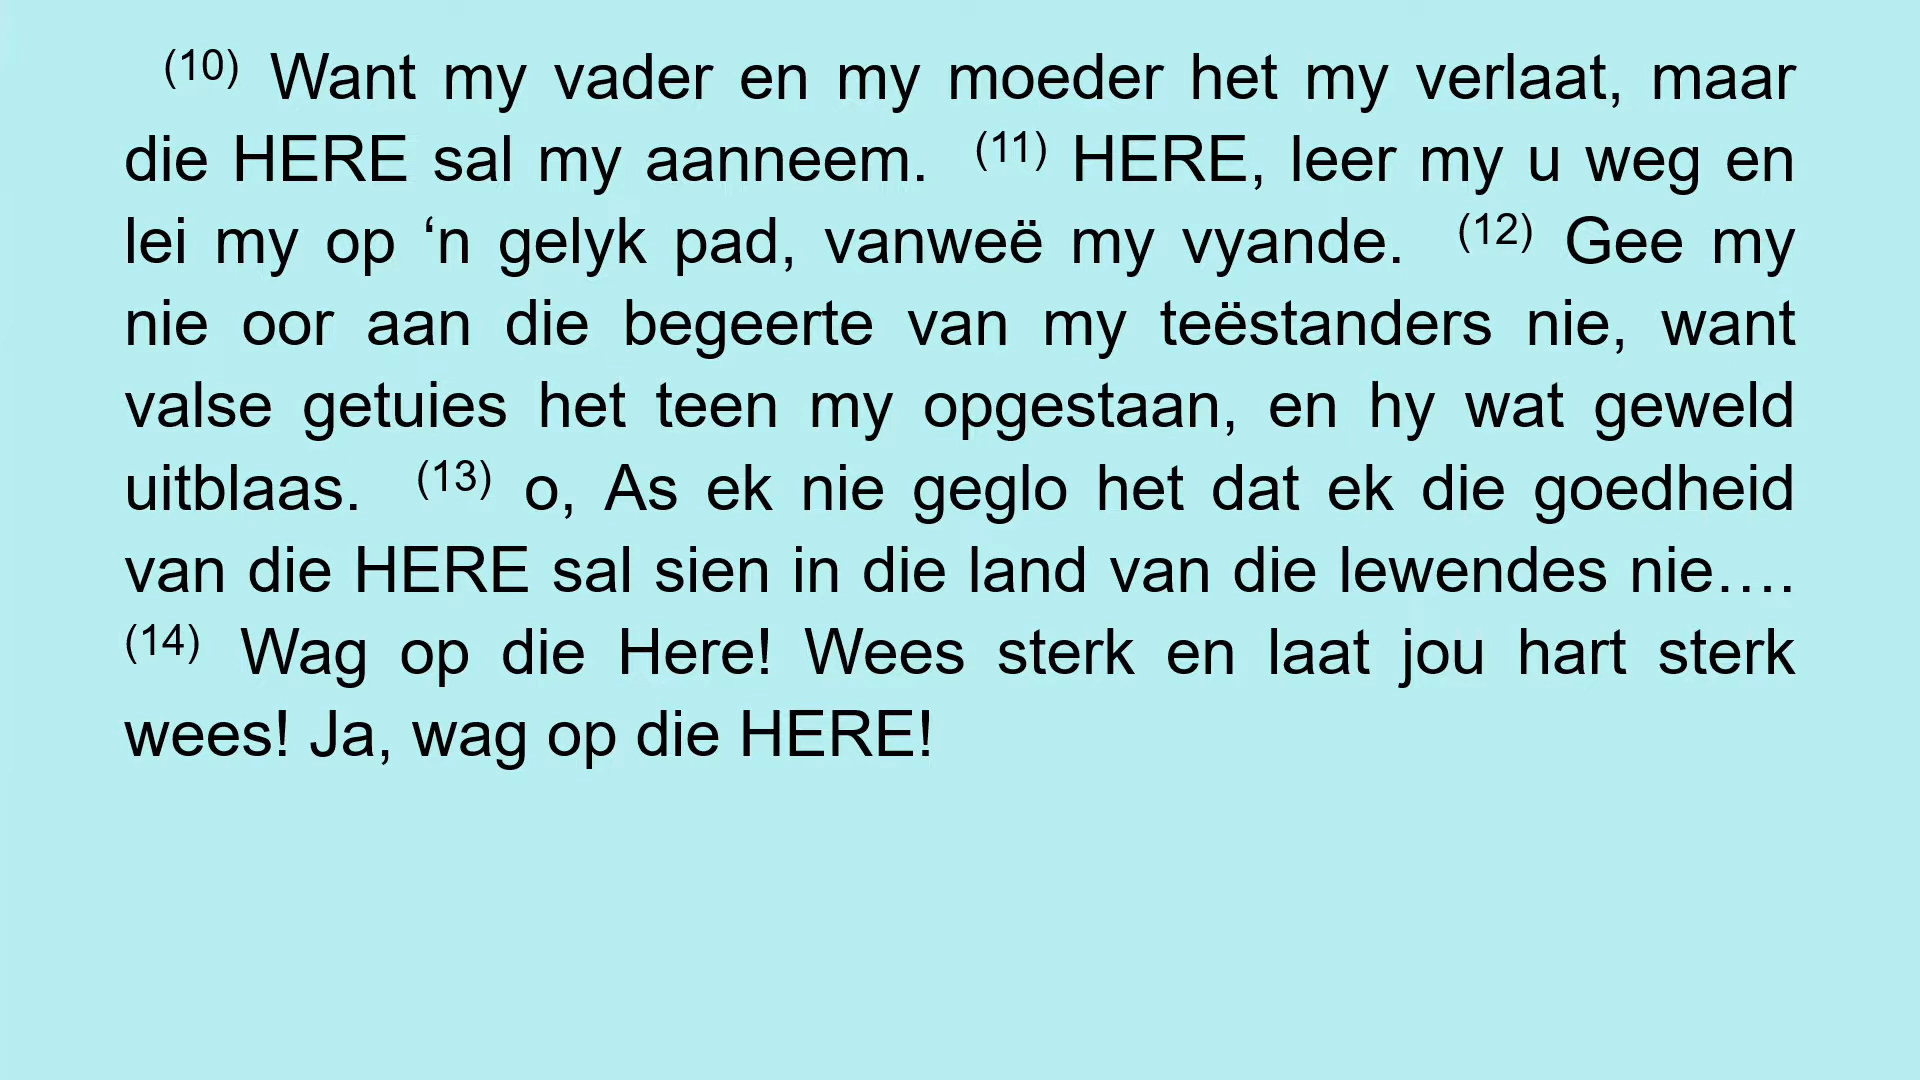 (10) Want my vader en my moeder het my verlaat, maar
die HERE sal my aanneem. (11) HERE, leer my u weg en
lei my op ‘n gelyk pad, vanweë my vyande. (12) Gee my
nie oor aan die begeerte van my teëstanders nie, want
valse getuies het teen my opgestaan, en hy wat geweld
uitblaas. (13) o, As ek nie geglo het dat ek die goedheid
van die HERE sal sien in die land van die lewendes nie….
(14) Wag op die Here! Wees sterk en laat jou hart sterk
wees! Ja, wag op die HERE!